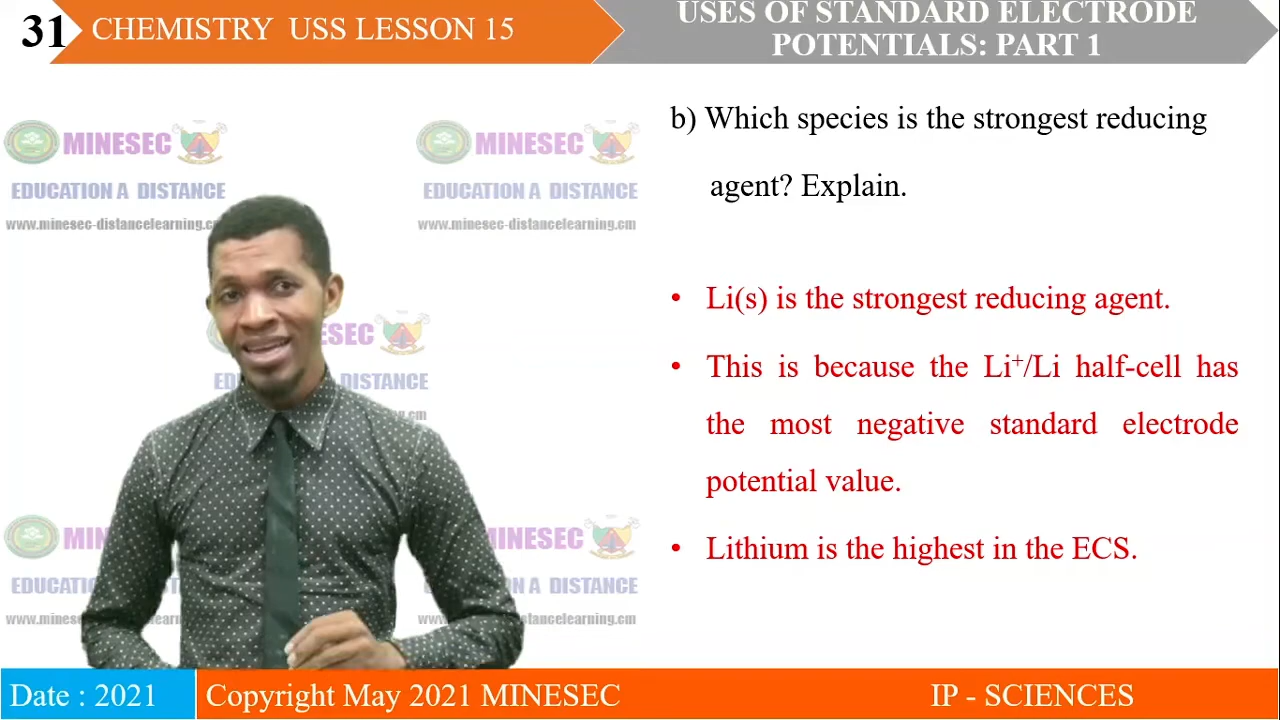 31
CHEMISTRY USS LESSON 15
USES OF STANDARD ELECTRODE
POTENTIALS: PART 1
MINESEC
EDUCATION A DISTANCE
www.minesec-distancelearning.cm
MINESEC
EDUCATION A DISTANCE
www.minesec-distancelearning.cm
b) Which species is the strongest reducing
agent? Explain.
• Li(s) is the strongest reducing agent.
• This is because the Li⁺/Li half-cell has
the most negative standard electrode
potential value.
• Lithium is the highest in the ECS.
Date : 2021
Copyright May 2021 MINESEC
IP - SCIENCES